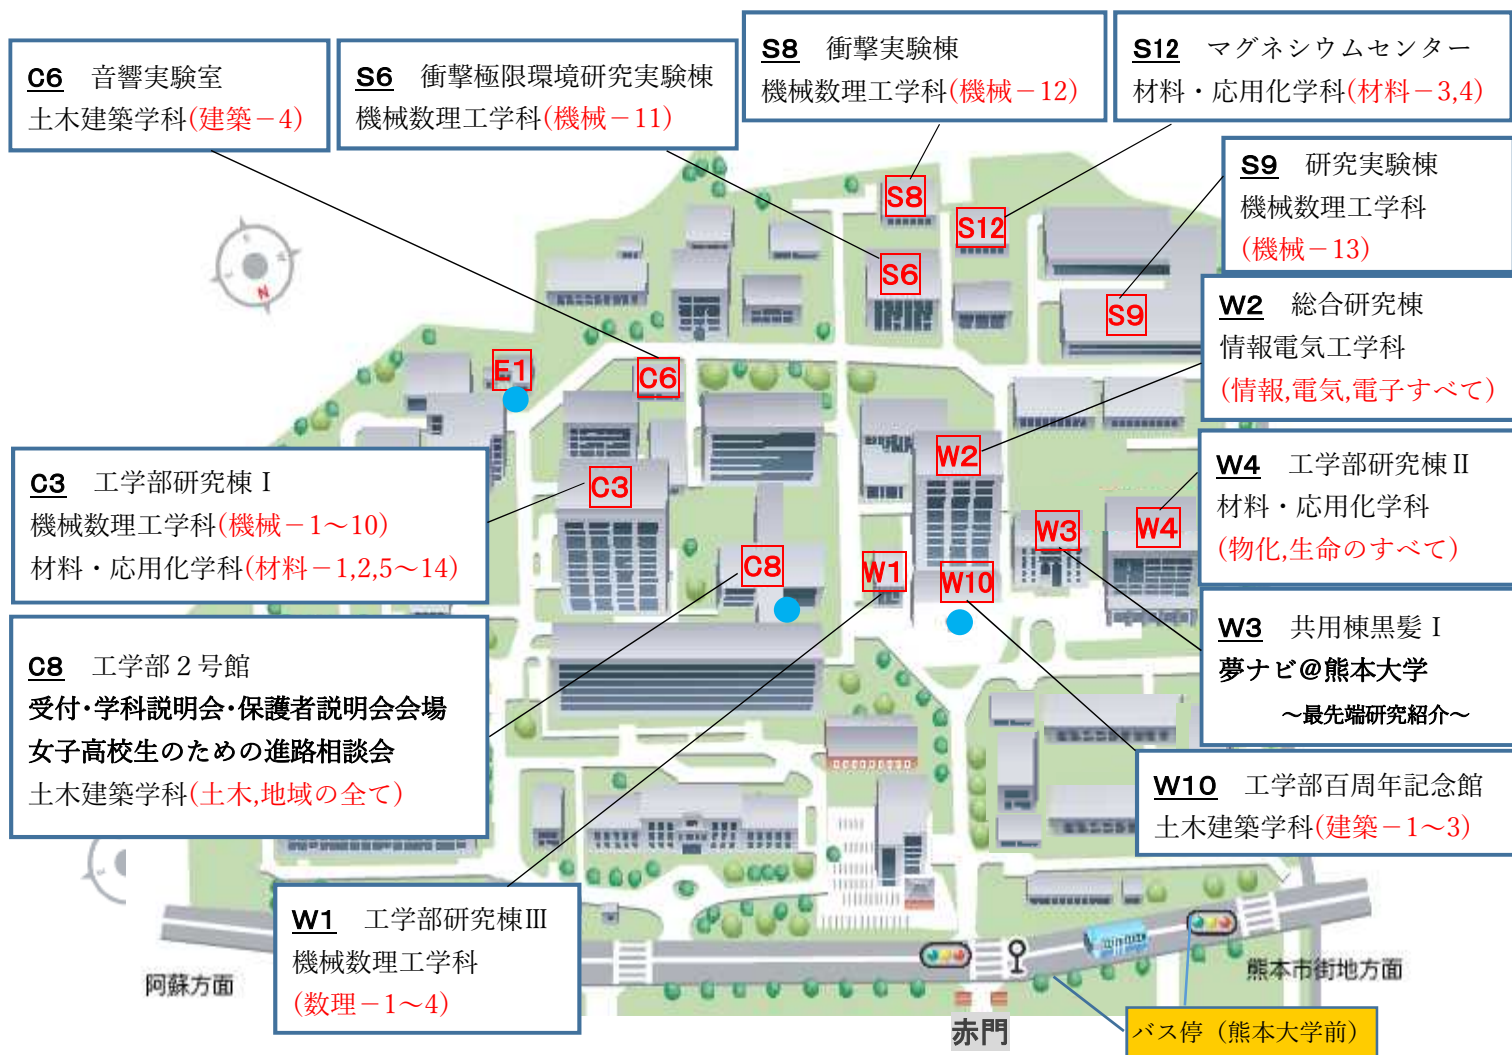 C6　音響実験室
土木建築学科(建築－4)
S6　衝撃極限環境研究実験棟
機械数理工学科(機械－11)
S8　衝撃実験棟
機械数理工学科(機械－12)
S12　マグネシウムセンター
材料・応用化学科(材料－3,4)
S9　研究実験棟
機械数理工学科
(機械－13)
W2　総合研究棟
情報電気工学科
(情報,電気,電子すべて)
W4　工学部研究棟Ⅱ
材料・応用化学科
(物化,生命のすべて)
W3　共用棟黒髪Ⅰ
夢ナビ@熊本大学
～最先端研究紹介～
W10　工学部百周年記念館
土木建築学科(建築－1～3)
C3　工学部研究棟Ⅰ
機械数理工学科(機械－1～10)
材料・応用化学科(材料－1,2,5～14)
C8　工学部２号館
受付・学科説明会・保護者説明会会場
女子高校生のための進路相談会
土木建築学科(土木,地域の全て)
W1　工学部研究棟Ⅲ
機械数理工学科
(数理－1～4)
S8
S12
S6
S9
N
E1
C6
W2
C3
W3
W4
C8
W1
W10
阿蘇方面
熊本市街地方面
赤門
バス停（熊本大学前）